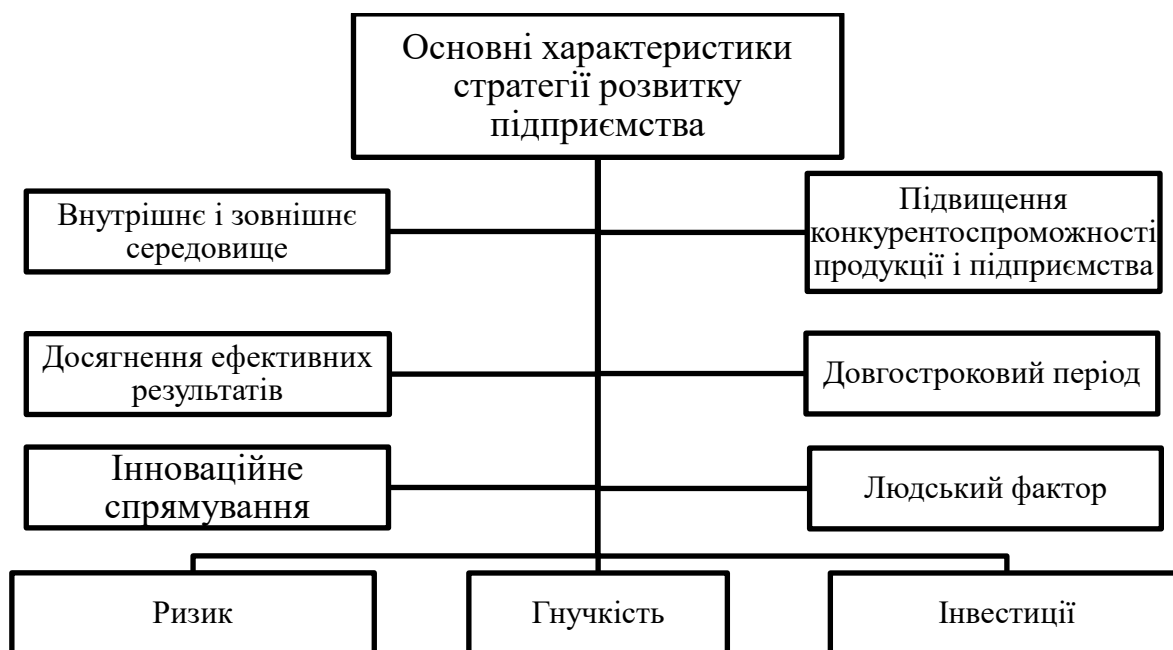 Основні характеристики
стратегії розвитку
підприємства
Внутрішнє і зовнішнє
середовище
Підвищення
конкурентоспроможності
продукції і підприємства
Досягнення ефективних
результатів
Довгостроковий період
Інноваційне
спрямування
Людський фактор
Ризик
Гнучкість
Інвестиції